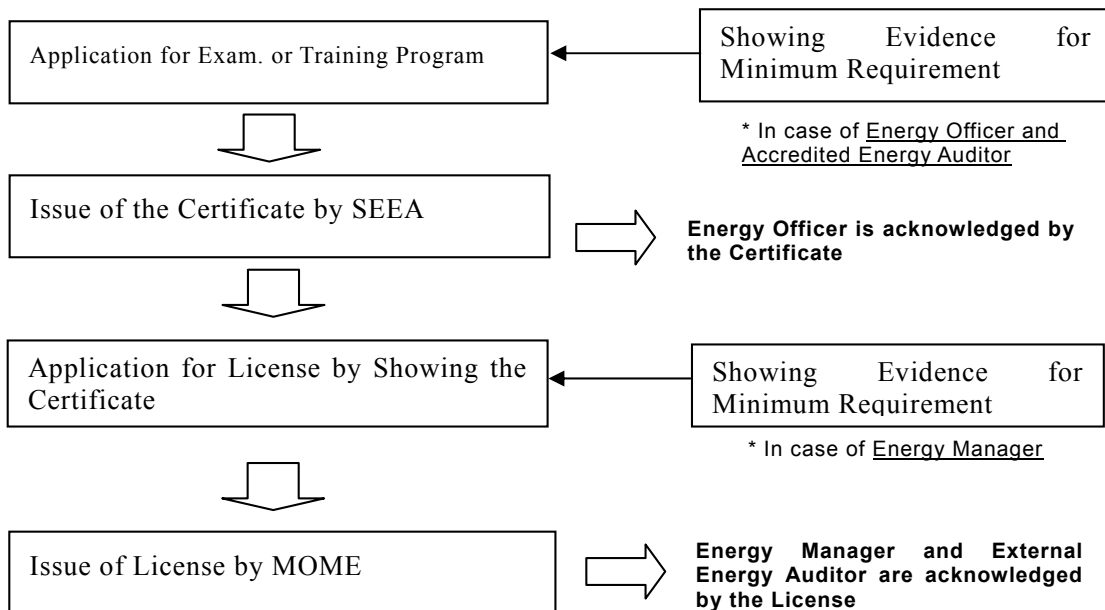 Application for Exam. or Training Program
Showing Evidence for
Minimum Requirement
* In case of Energy Officer and
Accredited Energy Auditor
Issue of the Certificate by SEEA
Energy Officer is acknowledged by
the Certificate
Application for License by Showing the
Certificate
Showing Evidence for
Minimum Requirement
* In case of Energy Manager
Issue of License by MOME
Energy Manager and External
Energy Auditor are acknowledged
by the License